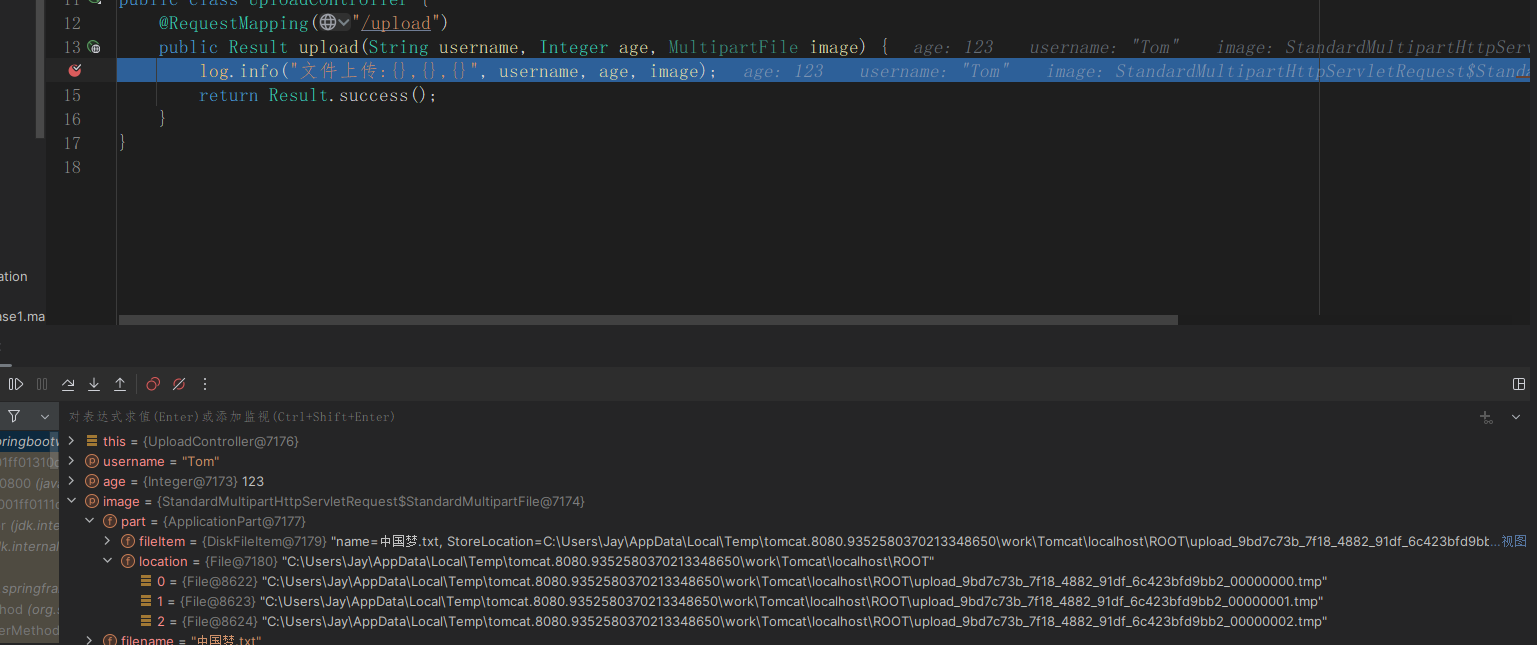 11 public class UploadController {
12 @RequestMapping("/upload")
13 public Result upload(String username, Integer age, MultipartFile image) { age: 123 username: "Tom" image: StandardMultipartHttpServ
log.info("文件上传:{},{},{}", username, age, image); age: 123 username: "Tom" image: StandardMultipartHttpServletRequest$Standa
15 return Result.success();
16 }
17 }
18
ation
ase1.ma
对表达式求值(Enter)或添加监视(Ctrl+Shift+Enter)
pringbootw this = {UploadController@7176}
01ff01310 username = "Tom"
0800 (java age = {Integer@7173} 123
001ff0111 image = {StandardMultipartHttpServletRequest$StandardMultipartFile@7174}
r (jdk.inte part = {ApplicationPart@7177}
dk.internal fileItem = {DiskFileItem@7179} "name=中国梦.txt, StoreLocation=C:\Users\Jay\AppData\Local\Temp\tomcat.8080.9352580370213348650\work\Tomcat\localhost\ROOT\upload_9bd7c73b_7f18_4882_91df_6c423bfd9bb...视图
location = {File@7180} "C:\Users\Jay\AppData\Local\Temp\tomcat.8080.9352580370213348650\work\Tomcat\localhost\ROOT"
springfra 0 = {File@8622} "C:\Users\Jay\AppData\Local\Temp\tomcat.8080.9352580370213348650\work\Tomcat\localhost\ROOT\upload_9bd7c73b_7f18_4882_91df_6c423bfd9bb2_00000000.tmp"
hod (org. 1 = {File@8623} "C:\Users\Jay\AppData\Local\Temp\tomcat.8080.9352580370213348650\work\Tomcat\localhost\ROOT\upload_9bd7c73b_7f18_4882_91df_6c423bfd9bb2_00000001.tmp"
erMethod 2 = {File@8624} "C:\Users\Jay\AppData\Local\Temp\tomcat.8080.9352580370213348650\work\Tomcat\localhost\ROOT\upload_9bd7c73b_7f18_4882_91df_6c423bfd9bb2_00000002.tmp"
filename = "中国梦.txt"